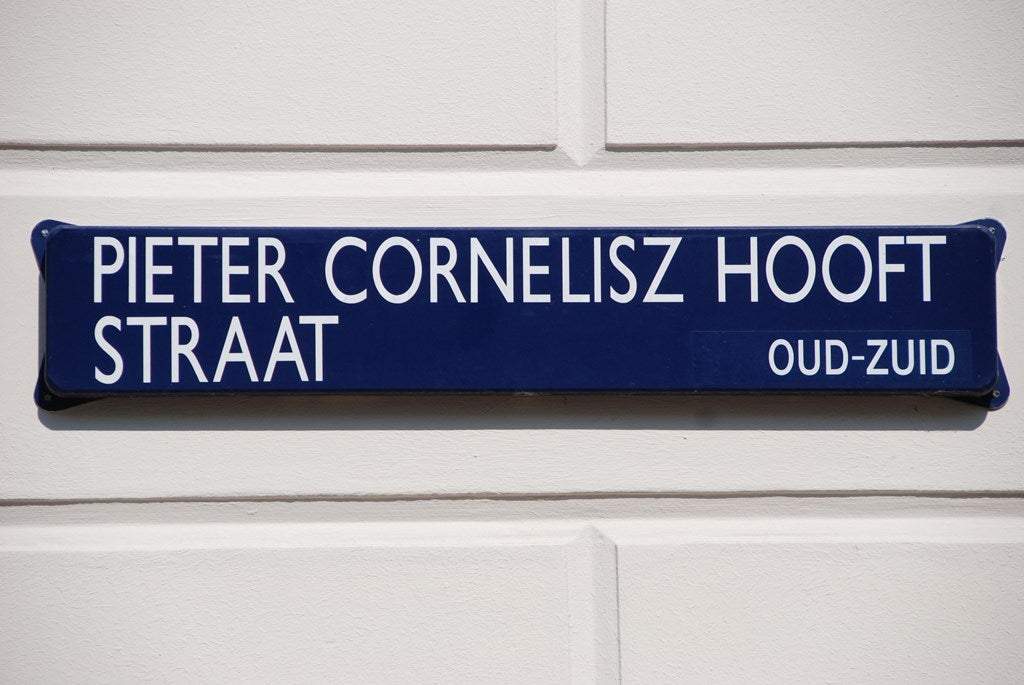 PIETER CORNELISZ HOOFT
STRAAT
OUD-ZUID